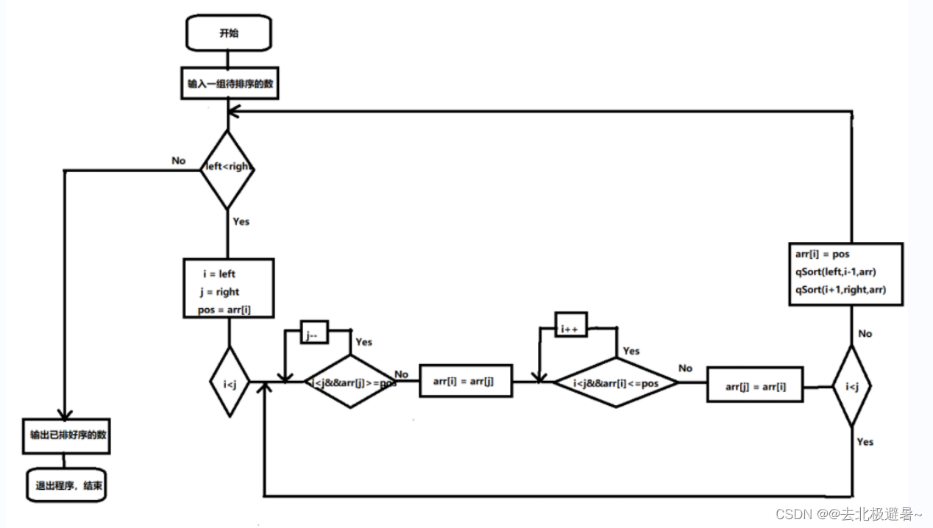 开始
输入一组待排序的数
No
left<right
Yes
i = left
j = right
pos = arr[i]
arr[i] = pos
qSort(left,i-1,arr)
qSort(i+1,right,arr)
j--
Yes
i++
Yes
No
i<j
i<j&&arr[j]>=pos
No
arr[i] = arr[j]
i<j&&arr[i]<=pos
No
arr[j] = arr[i]
i<j
Yes
输出已排好序的数
退出程序，结束
CSDN @@去北极避暑~